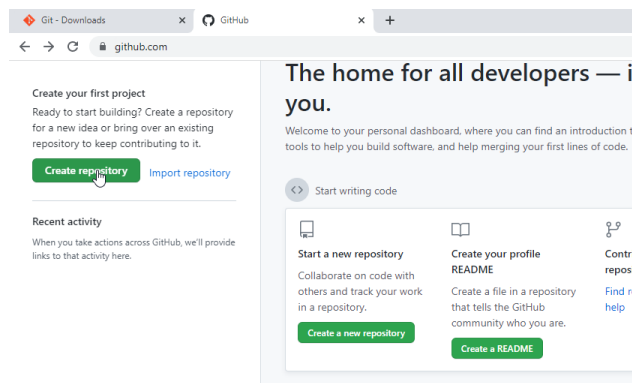 Git - Downloads
GitHub
github.com
Create your first project
Ready to start building? Create a repository
for a new idea or bring over an existing
repository to keep contributing to it.
Create repository
Import repository
Recent activity
When you take actions across GitHub, we'll provide
links to that activity here.
The home for all developers —
you.
Welcome to your personal dashboard, where you can find an introduction
tools to help you build software, and help merging your first lines of code.
Start writing code
Start a new repository
Collaborate on code with
others and track your work
in a repository.
Create a new repository
Create your profile
README
Create a file in a repository
that tells the GitHub
community who you are.
Create a README
Contr
repos
Find r
help